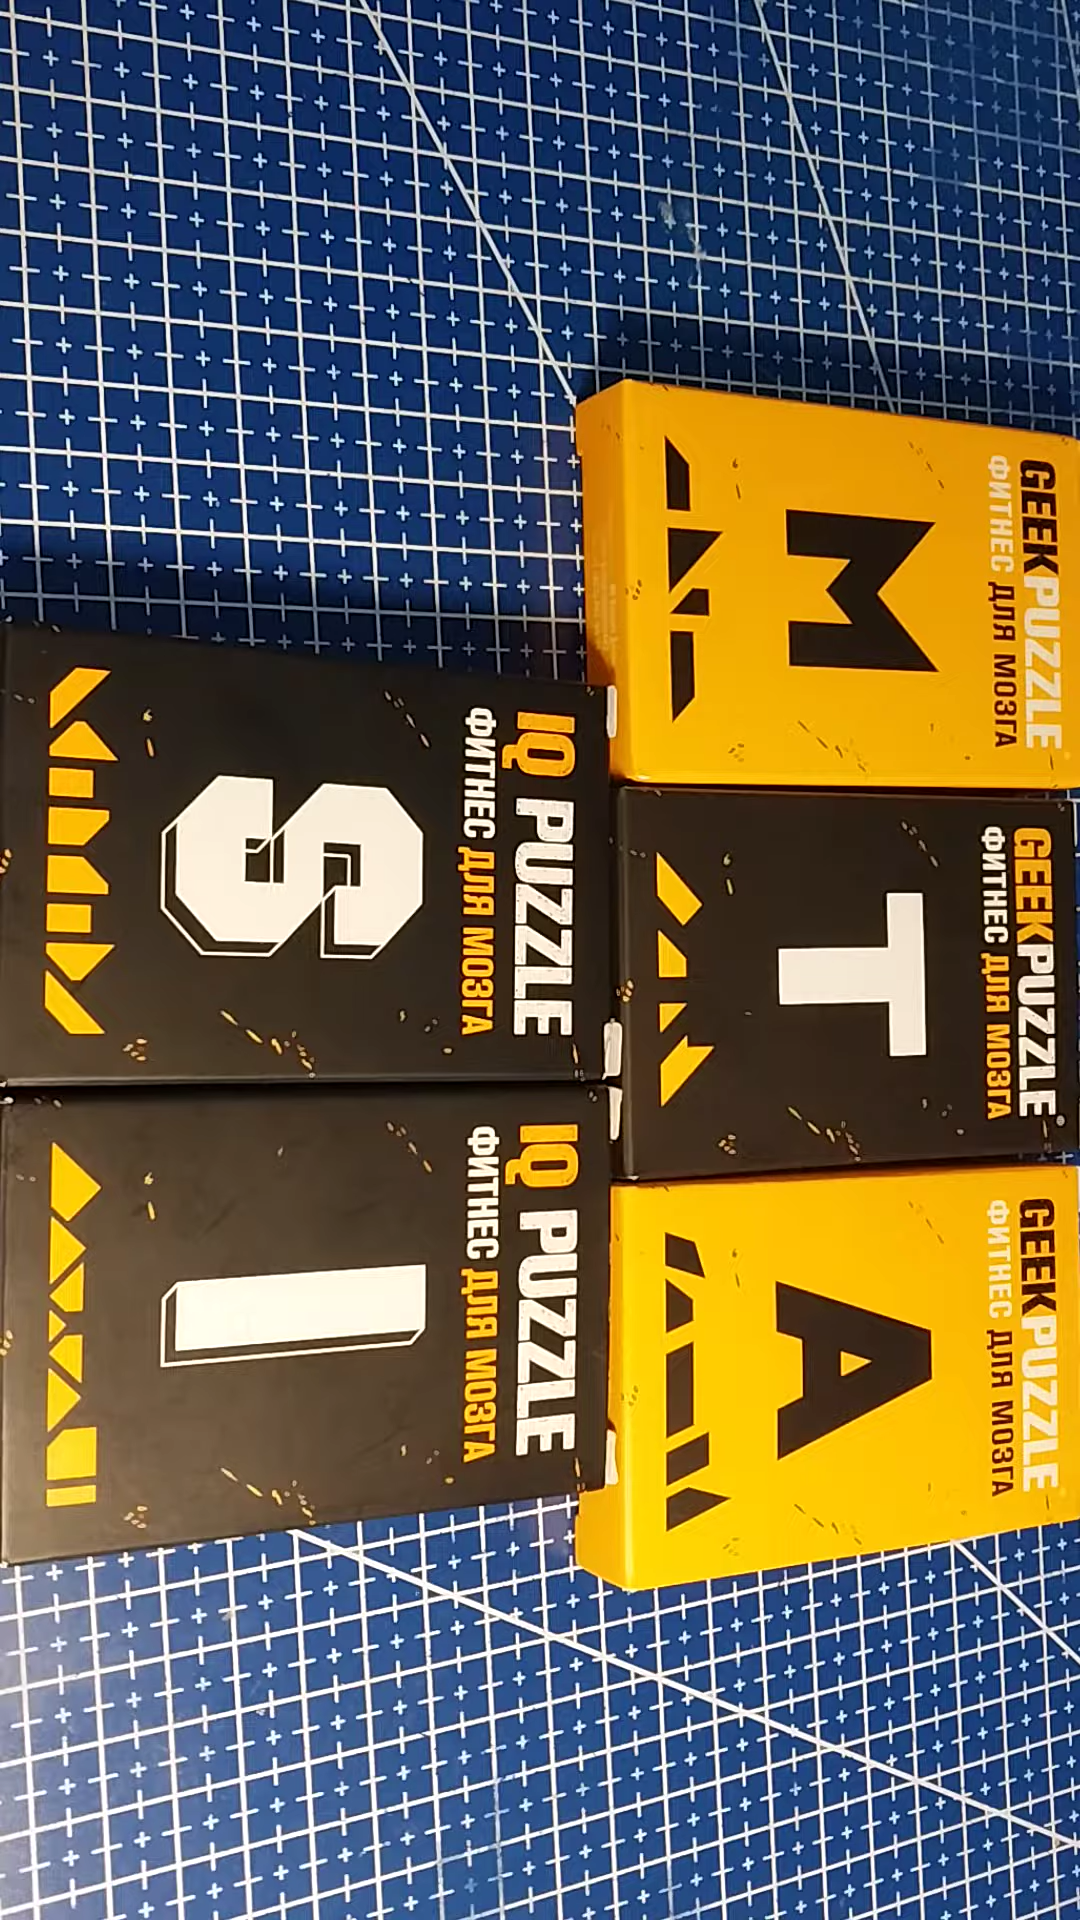 GEEKPUZZLE
ФИТНЕС ДЛЯ МОЗГА
M
GEEKPUZZLE®
ФИТНЕС ДЛЯ МОЗГА
T
GEEKPUZZLE
ФИТНЕС ДЛЯ МОЗГА
A
IQ PUZZLE
ФИТНЕС ДЛЯ МОЗГА
S
IQ PUZZLE
ФИТНЕС ДЛЯ МОЗГА
I